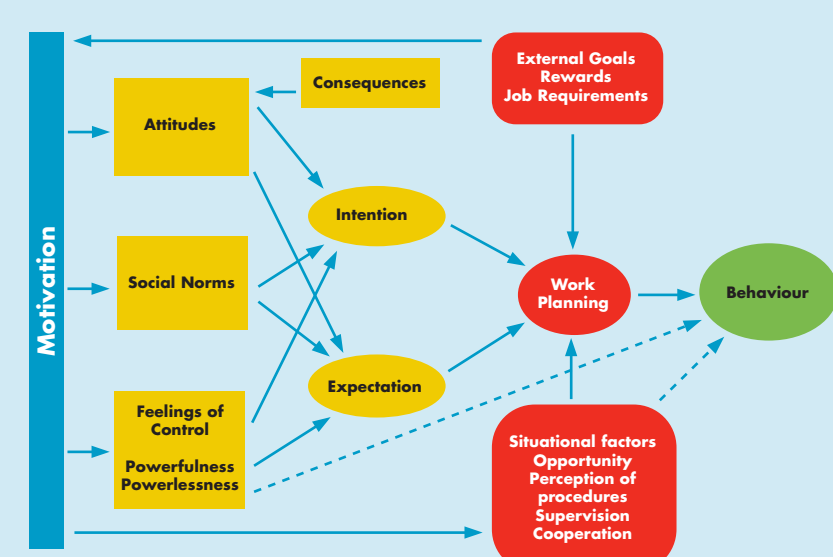 External Goals
Rewards
Job Requirements
Consequences
Attitudes
Intention
Motivation
Social Norms
Work
Planning
Behaviour
Expectation
Feelings of
Control
Powerfulness
Powerlessness
Situational factors
Opportunity
Perception of
procedures
Supervision
Cooperation